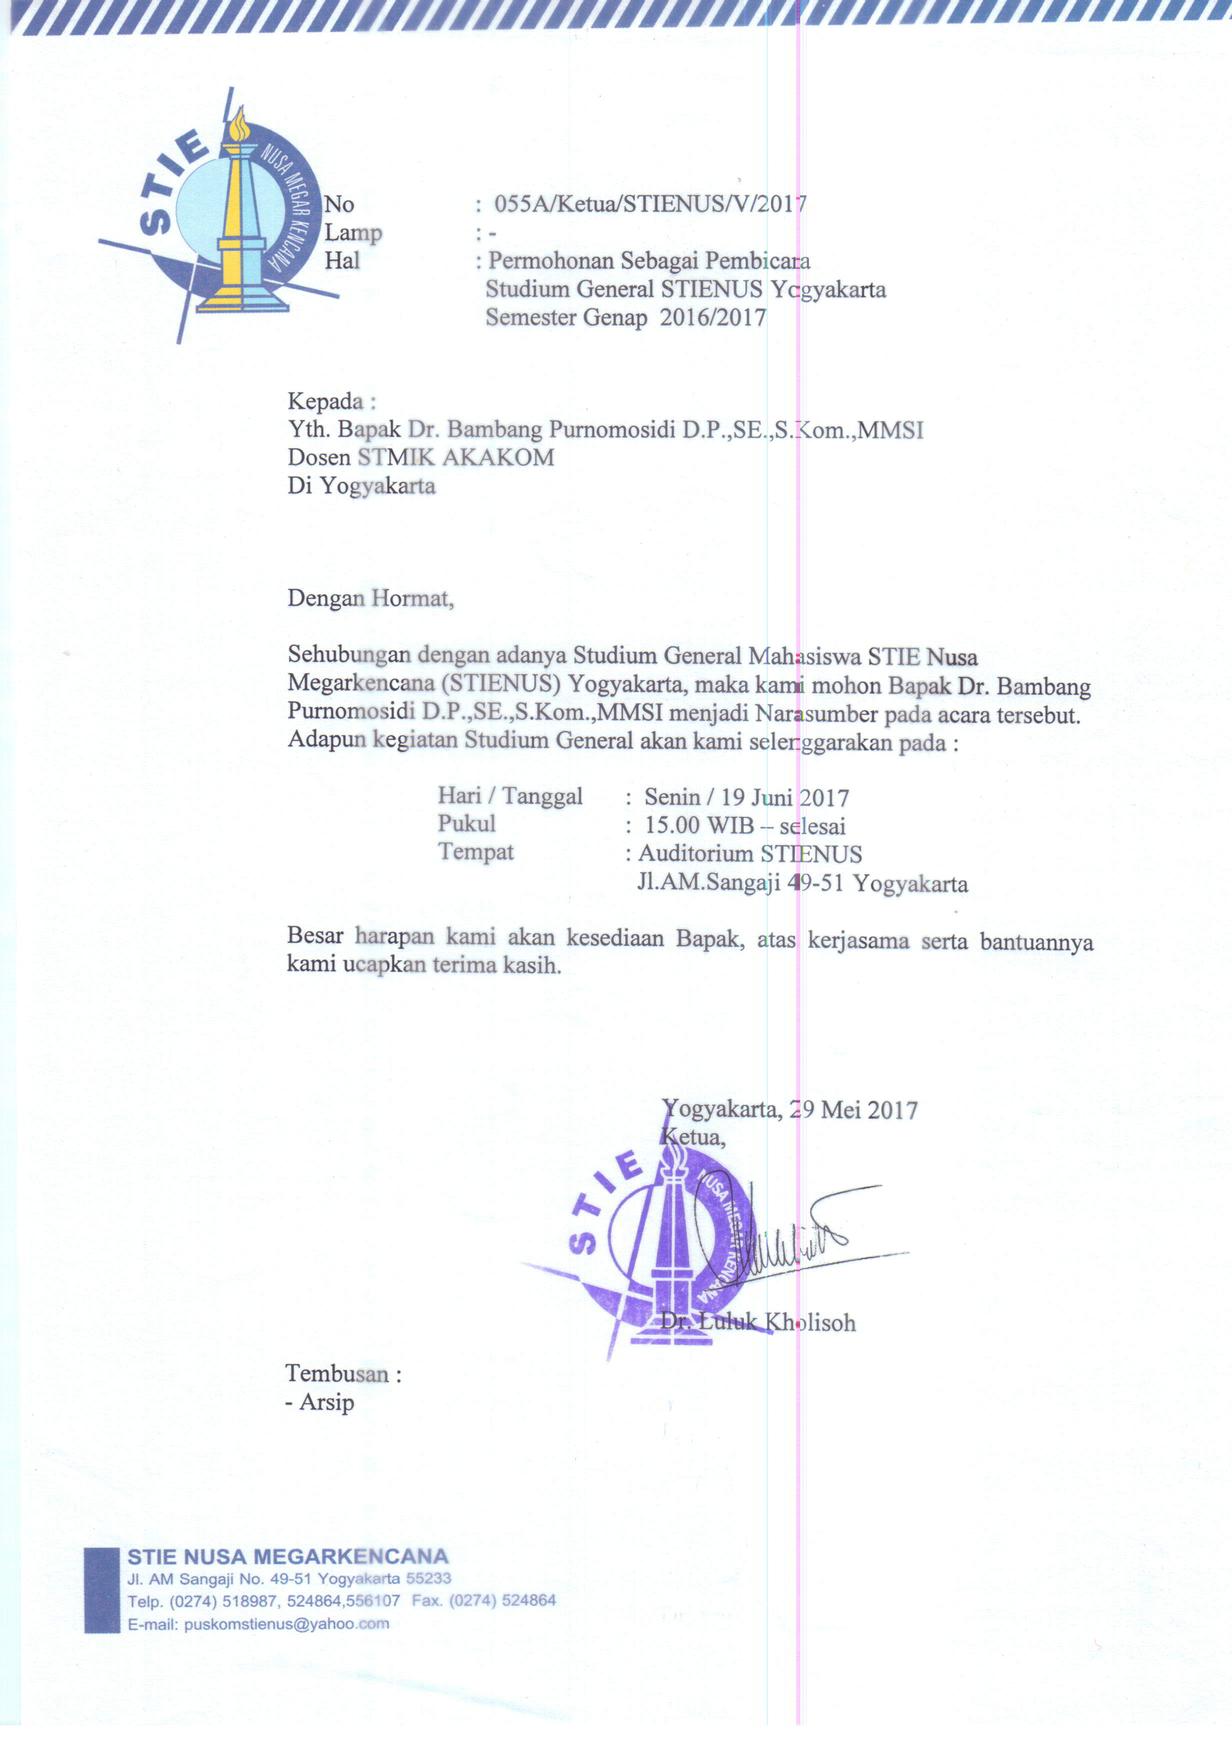 STIE
NUSA MEGAR KENCANA
No : 055A/Ketua/STIENUS/V/2017
Lamp : -
Hal : Permohonan Sebagai Pembicara
Studium General STIENUS Yogyakarta
Semester Genap 2016/2017
Kepada :
Yth. Bapak Dr. Bambang Purnomosidi D.P.,SE.,S.Kom.,MMSI
Dosen STMIK AKAKOM
Di Yogyakarta
Dengan Hormat,
Sehubungan dengan adanya Studium General Mahasiswa STIE Nusa
Megarkencana (STIENUS) Yogyakarta, maka kami mohon Bapak Dr. Bambang
Purnomosidi D.P.,SE.,S.Kom.,MMSI menjadi Narasumber pada acara tersebut.
Adapun kegiatan Studium General akan kami selenggarakan pada :
Hari / Tanggal : Senin / 19 Juni 2017
Pukul : 15.00 WIB – selesai
Tempat : Auditorium STIENUS
Jl.AM.Sangaji 49-51 Yogyakarta
Besar harapan kami akan kesediaan Bapak, atas kerjasama serta bantuannya
kami ucapkan terima kasih.
Yogyakarta, 29 Mei 2017
Ketua,
STIE
NUSA MEGAR KENCANA
Dr. Luluk Kholisoh
Tembusan :
- Arsip
STIE NUSA MEGARKENCANA
Jl. AM Sangaji No. 49-51 Yogyakarta 55233
Telp. (0274) 518987, 524864,556107 Fax. (0274) 524864
E-mail: puskomstienus@yahoo.com